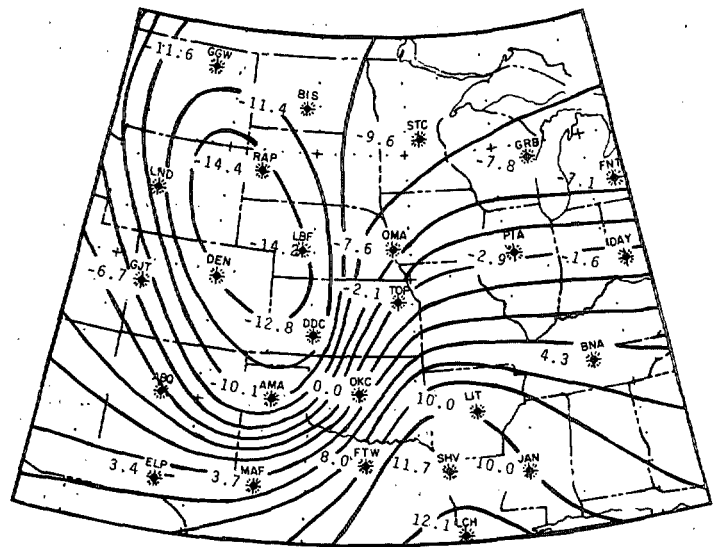 -11.6 GGW
BIS
-11.4
-9.6 STC
GRB
-7.8
-14.4 RAP
FNT
-7.1
LND
-14.2 LBF -7.6 OMA
PIA
-2.9 -1.6 DAY
GJT
-6.7
DEN
-2.1 TOP
-12.8 DDC
BNA
4.3
ABQ
-10.1 AMA 0.0 OKC
10.0 LIT
ELP
3.4
MAF
3.7
8.0 FTW
11.7 SHV
10.0 JAN
12.1 LCH